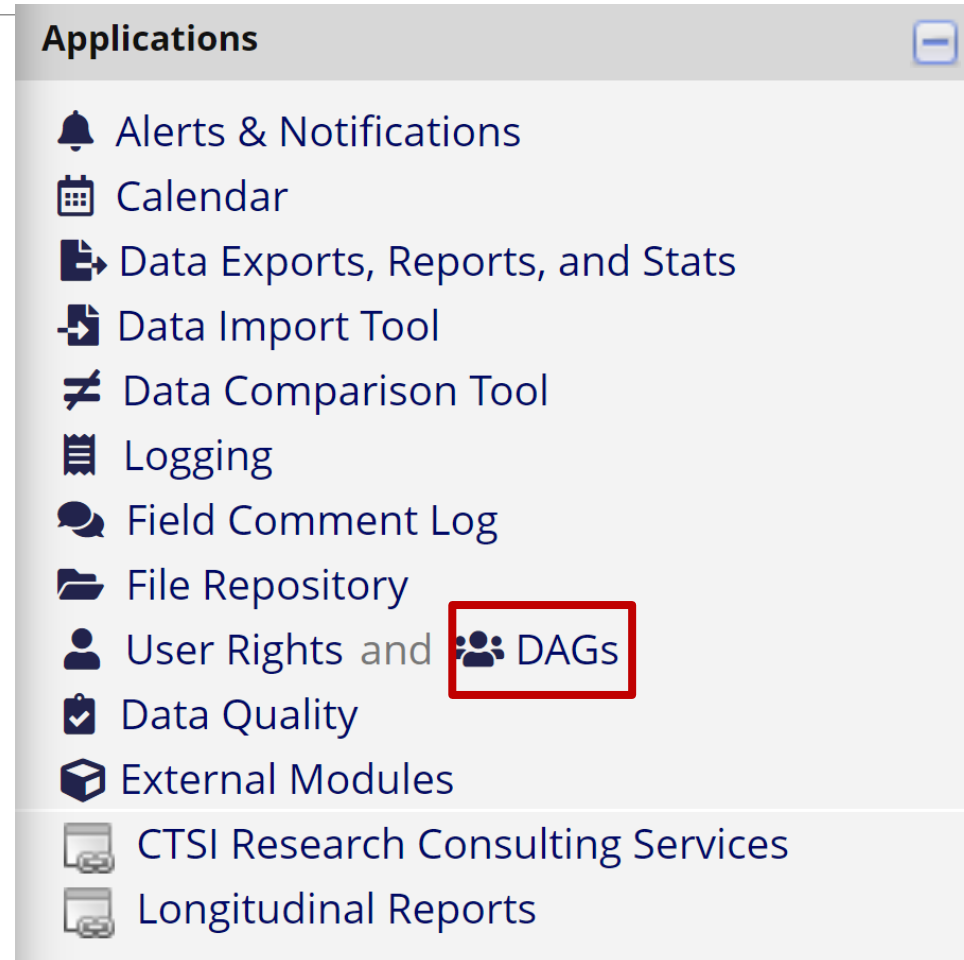 Applications
Alerts & Notifications
Calendar
Data Exports, Reports, and Stats
Data Import Tool
Data Comparison Tool
Logging
Field Comment Log
File Repository
User Rights and DAGs
Data Quality
External Modules
CTSI Research Consulting Services
Longitudinal Reports